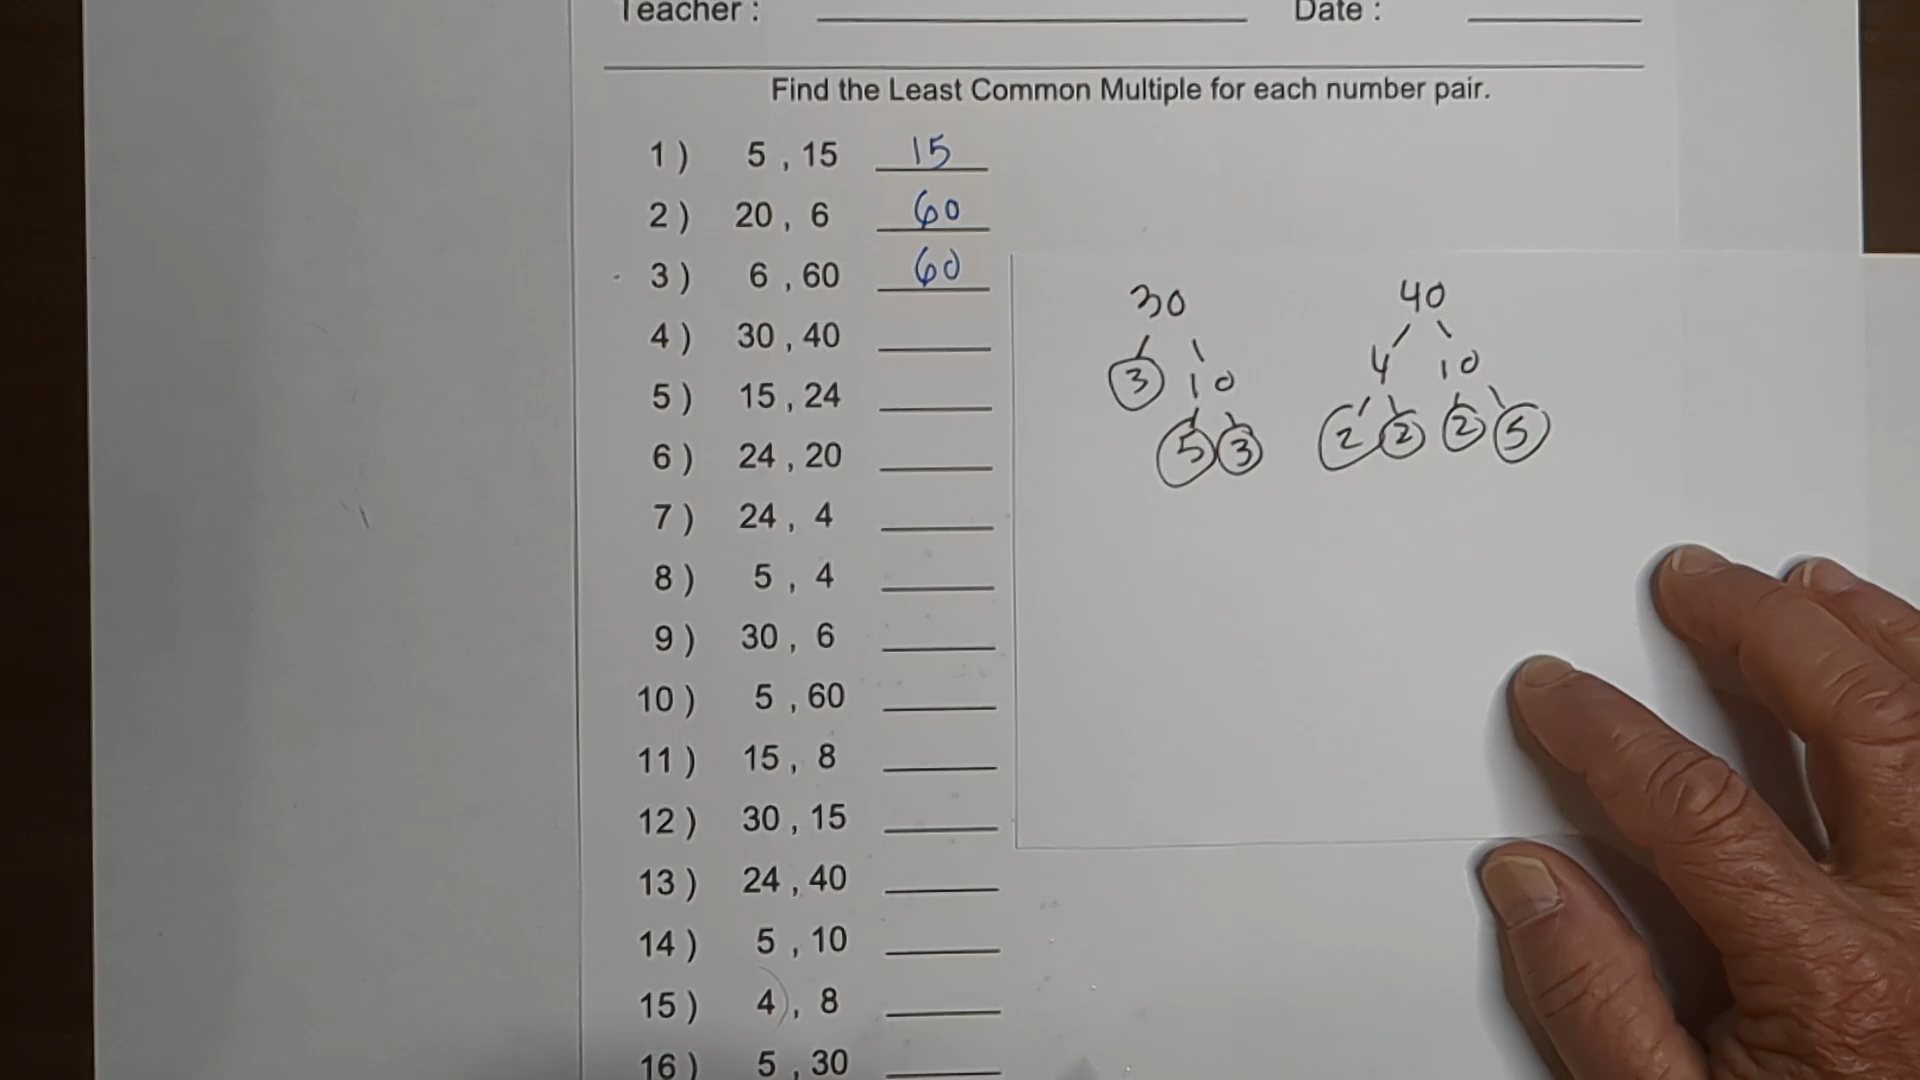 Teacher : Date :
Find the Least Common Multiple for each number pair.
1 ) 5 , 15 15
2 ) 20 , 6 60
3 ) 6 , 60 60
4 ) 30 , 40
5 ) 15 , 24
6 ) 24 , 20
7 ) 24 , 4
8 ) 5 , 4
9 ) 30 , 6
10 ) 5 , 60
11 ) 15 , 8
12 ) 30 , 15
13 ) 24 , 40
14 ) 5 , 10
15 ) 4 , 8
16 ) 5 , 30
30 40
3 10 4 10
5 3 2 2 2 5